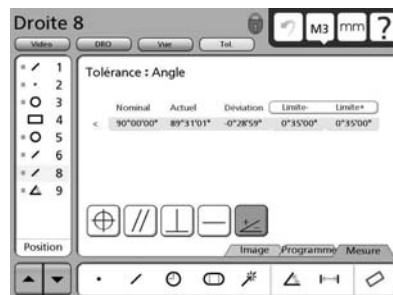 Droite 8
M3 mm ?
Vidéo DRO Vue Tol.
Tolérance : Angle
Nominal Actuel Déviation Limite- Limite+
< 90°00'00" 89°31'01" -0°28'59" 0°35'00" 0°35'00"
1
2
3
4
5
6
8
9
Position
Image Programme Mesure